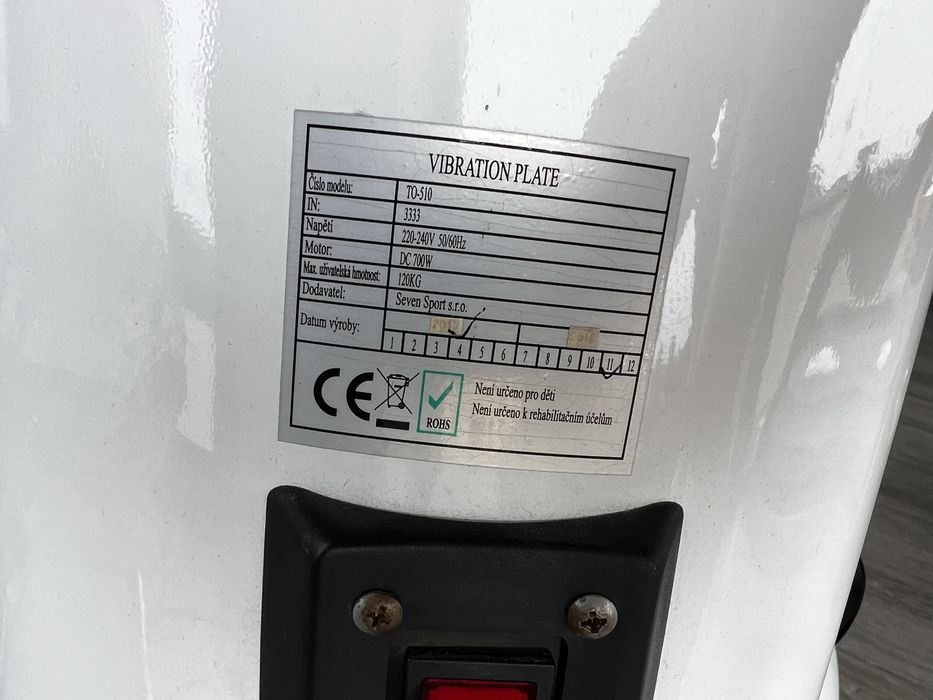 VIBRATION PLATE
Číslo modelu: TO-510
IN: 3333
Napětí 220-240V 50/60Hz
Motor: DC 700W
Max. uživatelská hmotnost: 120KG
Dodavatel: Seven Sport s.r.o.
Datum výroby:
1 2 3 4 5 6 7 8 9 10 11 12
CE
ROHS
Není určeno pro děti
Není určeno k rehabilitačním účelům